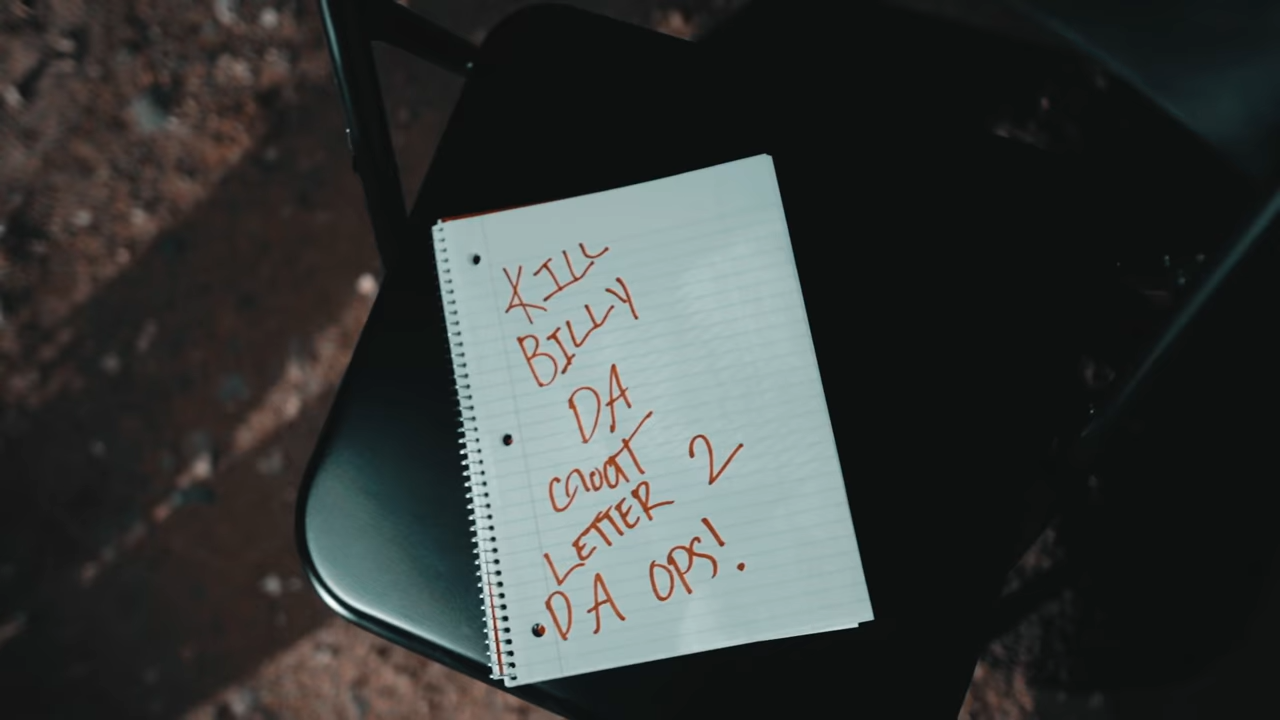 KILL
BILLY
DA
GOAT
LETTER 2
DA OPS!